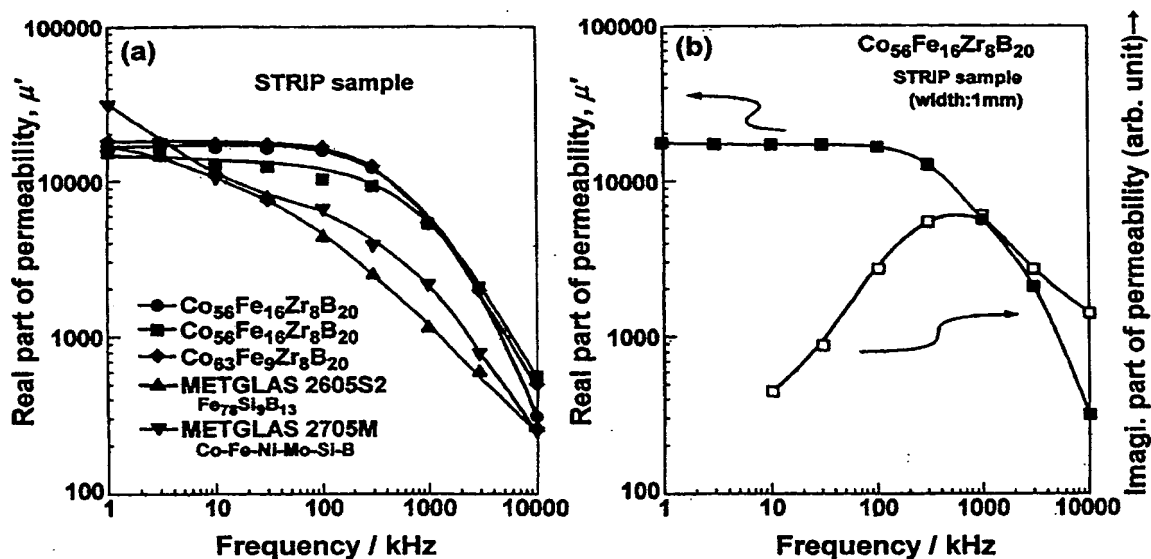 (a)
STRIP sample
100000
10000
1000
100
Real part of permeability, μ'
Co56Fe16Zr8B20
Co56Fe16Zr8B20
Co63Fe9Zr8B20
METGLAS 2605S2
Fe78Si9B13
METGLAS 2705M
Co-Fe-Ni-Mo-Si-B
1 10 100 1000 10000
Frequency / kHz
(b)
Co56Fe16Zr8B20
STRIP sample
(width:1mm)
100000
10000
1000
100
Real part of permeability, μ'
Imagi. part of permeability (arb. unit)→
1 10 100 1000 10000
Frequency / kHz